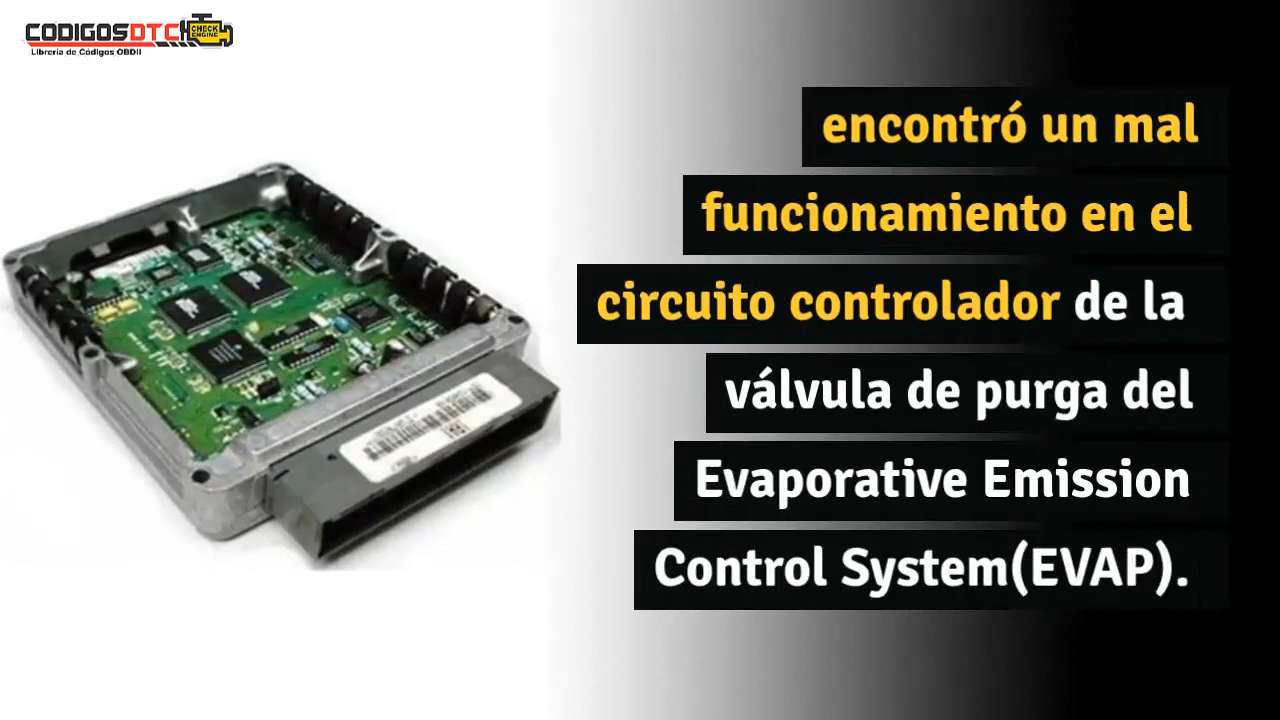 CODIGOSDTC
CHECK
ENGINE
Librería de Códigos OBDII
encontró un mal
funcionamiento en el
circuito controlador de la
válvula de purga del
Evaporative Emission
Control System(EVAP).